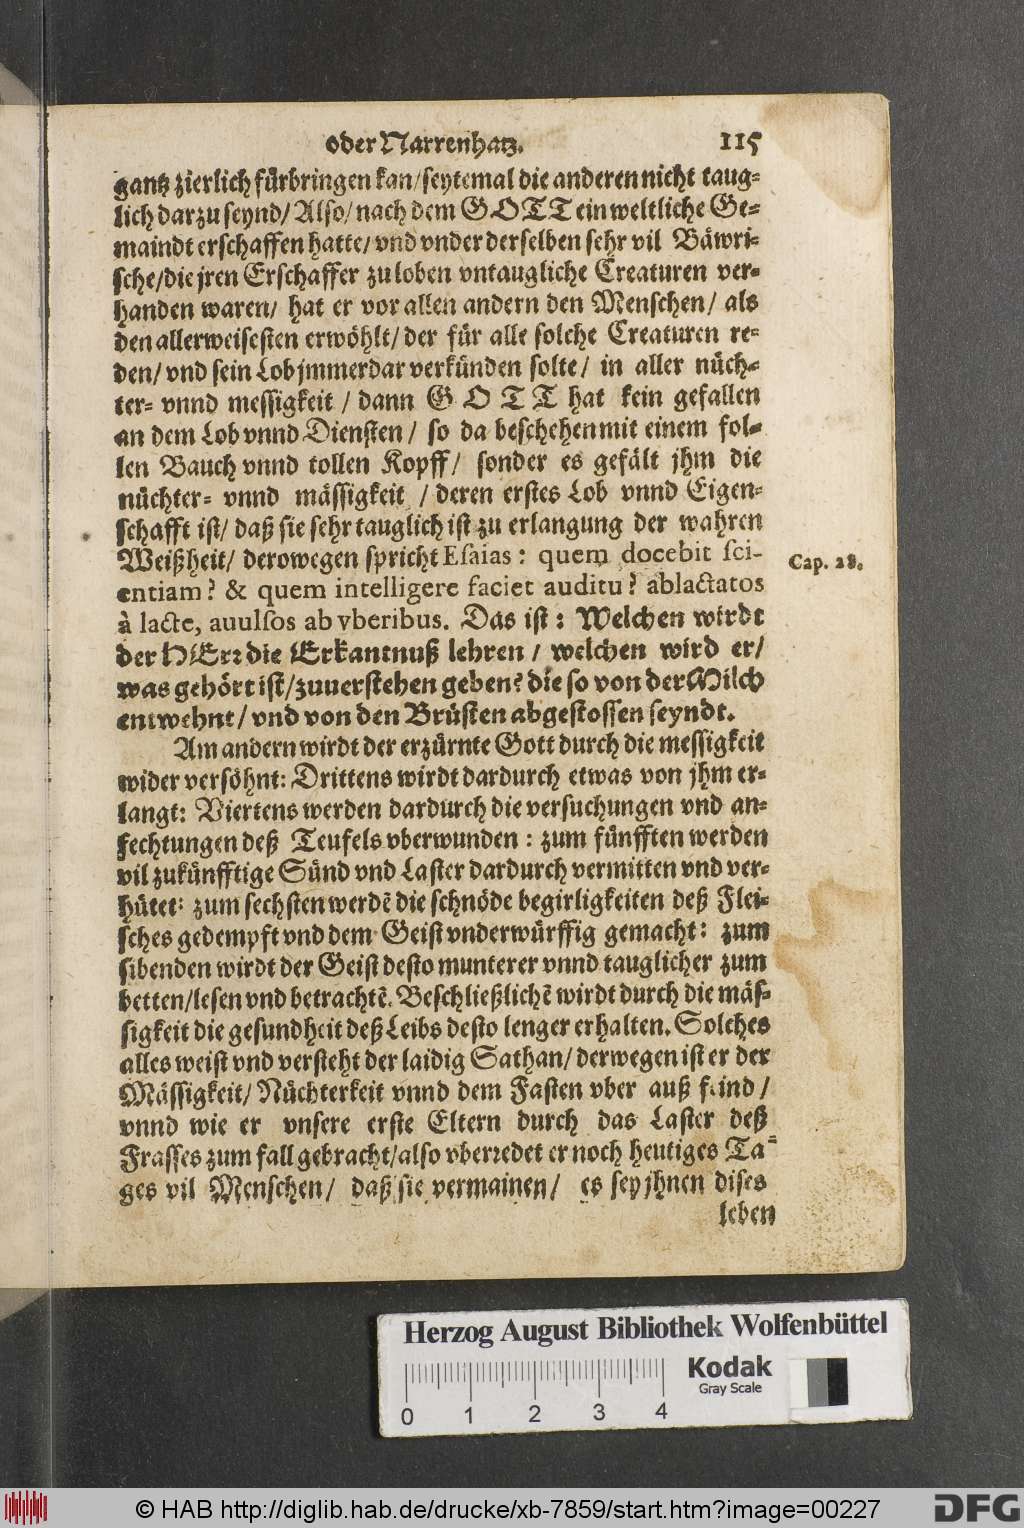 oder Narrenhatz. 115
gantz zierlich fürbringen kan/seytemal die anderen nicht taug-
lich darzu seynd/ Also/ nach dem GOTT ein weltliche Ge-
maindt erschaffen hatte/ vnd vnder derselben sehr vil Bäwri-
sche/die jren Erschaffer zu loben vntaugliche Creaturen ver-
handen waren/ hat er vor allen andern den Menschen/ als
den allerweisesten erwöhlt/ der für alle solche Creaturen re-
den/ vnd sein Lob jmmerdar verkünden solte/ in aller nüch-
ter- vnnd messigkeit / dann GOTT hat kein gefallen
an dem Lob vnnd Diensten / so da beschehen mit einem fol-
len Bauch vnnd tollen Kopff/ sonder es gefält jhm die
nüchter- vnnd mässigkeit / deren erstes Lob vnnd Eigen-
schafft ist/ daß sie sehr tauglich ist zu erlangung der wahren
Weißheit/ derowegen spricht Esaias: quem docebit sci-
Cap. 28.
entiam? & quem intelligere faciet auditu? ablactatos
à lacte, auulsos ab vberibus. Das ist: Welchen wirdt
der HErr die Erkantnuß lehren / welchen wird er/
was gehört ist/zuuerstehen geben? die so von der Milch
entwehnt/ vnd von den Brüsten abgestossen seyndt.
Am andern wirdt der erzürnte Gott durch die messigkeit
wider versöhnt: Drittens wirdt dardurch etwas von jhm er-
langt: Viertens werden dardurch die versuchungen vnd an-
fechtungen deß Teufels vberwunden: zum fünfften werden
vil zukünfftige Sünd vnd Laster dardurch vermitten vnd ver-
hütet: zum sechsten werdē die schnöde begirligkeiten deß Flei-
sches gedempft vnd dem Geist vnderwürffig gemacht: zum
sibenden wirdt der Geist desto munterer vnnd tauglicher zum
betten/lesen vnd betrachtē. Beschließlichē wirdt durch die mäs-
sigkeit die gesundheit deß Leibs desto lenger erhalten. Solches
alles weist vnd versteht der laidig Sathan/ derwegen ist er der
Mässigkeit/ Nüchterkeit vnnd dem Fasten vber auß feind /
vnnd wie er vnsere erste Eltern durch das Laster deß
Frasses zum fall gebracht/also vberredet er noch heutiges Ta-
ges vil Menschen/ daß sie vermainen/ es sey jhnen dises
leben
Herzog August Bibliothek Wolfenbüttel
Kodak
Gray Scale
0 1 2 3 4
© HAB http://diglib.hab.de/drucke/xb-7859/start.htm?image=00227
DFG